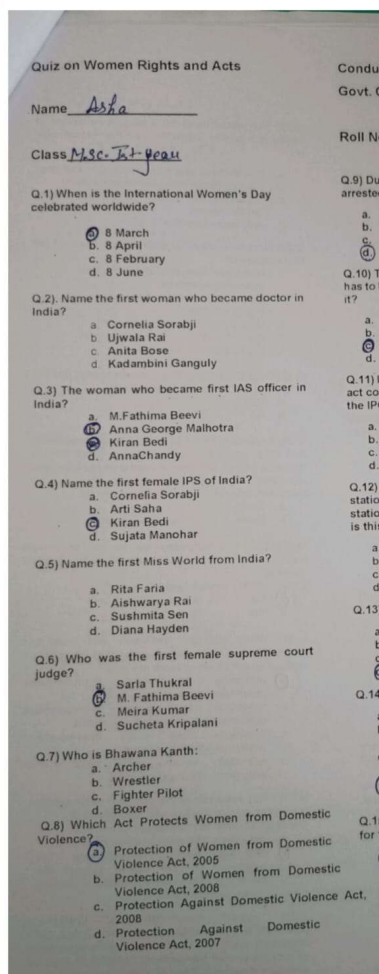 Quiz on Women Rights and Acts
Condu
Govt.
Name Asha
Roll N
Class M.Sc. Ist year
Q.1) When is the International Women's Day
celebrated worldwide?
a. 8 March
b. 8 April
c. 8 February
d. 8 June
Q.2). Name the first woman who became doctor in
India?
a Cornelia Sorabji
b Ujwala Rai
c Anita Bose
d. Kadambini Ganguly
Q.3) The woman who became first IAS officer in
India?
a. M.Fathima Beevi
b. Anna George Malhotra
Kiran Bedi
d. AnnaChandy
Q.4) Name the first female IPS of India?
a. Cornelia Sorabji
b. Arti Saha
c Kiran Bedi
d. Sujata Manohar
Q.5) Name the first Miss World from India?
a. Rita Faria
b. Aishwarya Rai
c. Sushmita Sen
d. Diana Hayden
Q.6) Who was the first female supreme court
judge?
a. Sarla Thukral
b. M. Fathima Beevi
c. Meira Kumar
d. Sucheta Kripalani
Q.7) Who is Bhawana Kanth:
a. Archer
b. Wrestler
c. Fighter Pilot
d. Boxer
Q.8) Which Act Protects Women from Domestic
Violence?
a. Protection of Women from Domestic
Violence Act, 2005
b. Protection of Women from Domestic
Violence Act, 2008
c. Protection Against Domestic Violence Act,
2008
d. Protection Against Domestic
Violence Act, 2007
Q.9) Du
arreste
a.
b.
c.
d.
Q.10) T
has to
it?
a.
b.
c
d.
Q.11)
act co
the IP
a.
b.
c.
d.
Q.12)
statio
statio
is this
a
b
c
d
Q.13
Q.14
Q.1
for